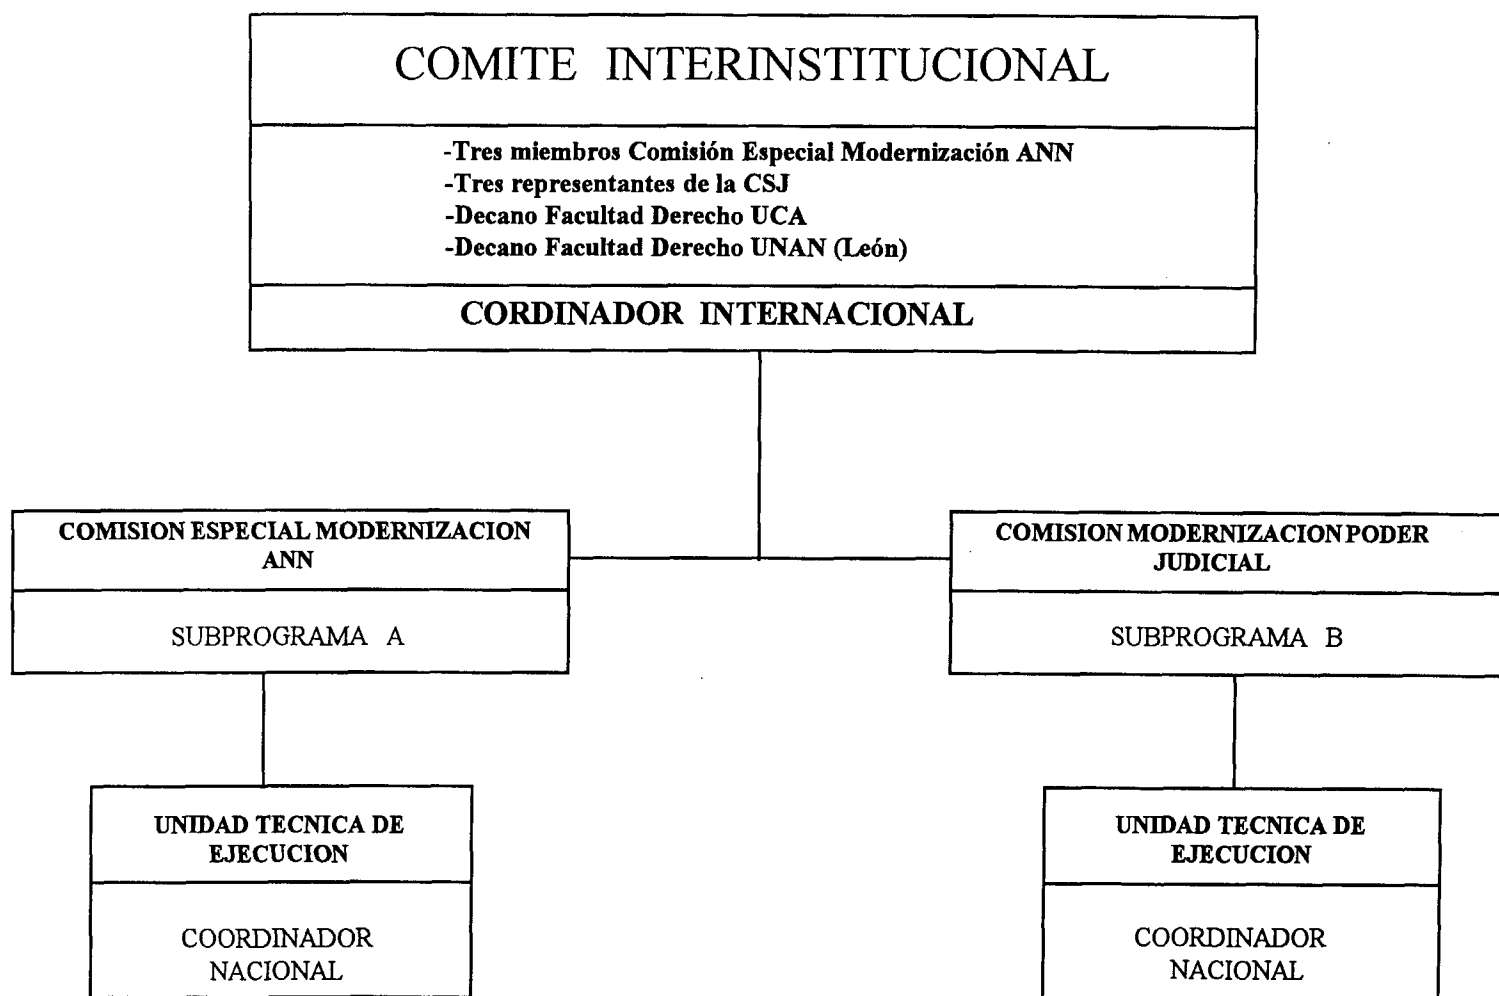 COMITE INTERINSTITUCIONAL
-Tres miembros Comisión Especial Modernización ANN
-Tres representantes de la CSJ
-Decano Facultad Derecho UCA
-Decano Facultad Derecho UNAN (León)
CORDINADOR INTERNACIONAL
COMISION ESPECIAL MODERNIZACION
ANN
SUBPROGRAMA A
COMISION MODERNIZACION PODER
JUDICIAL
SUBPROGRAMA B
UNIDAD TECNICA DE
EJECUCION
COORDINADOR
NACIONAL
UNIDAD TECNICA DE
EJECUCION
COORDINADOR
NACIONAL